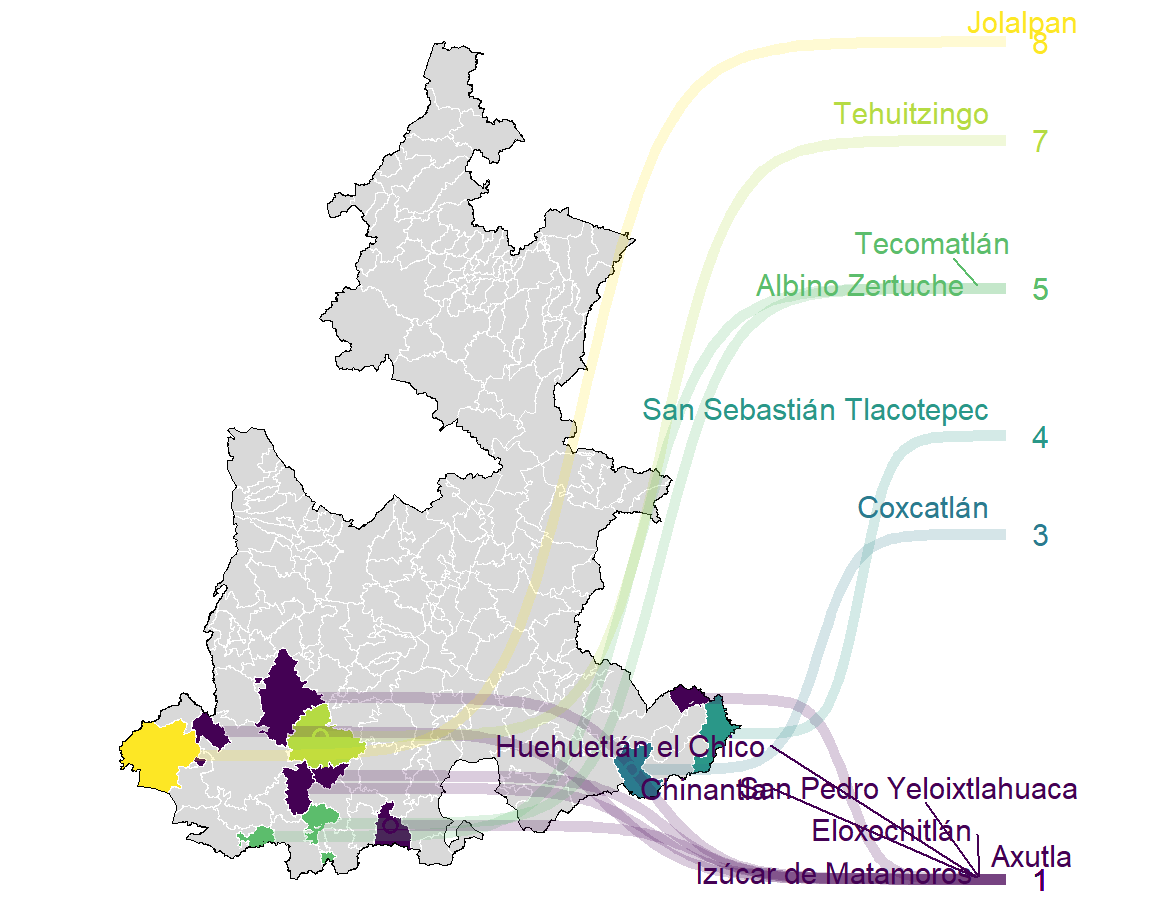 Jolalpan
8
Tehuitzingo
7
Tecomatlán
Albino Zertuche
5
San Sebastián Tlacotepec
4
Coxcatlán
3
Huehuetlán el Chico
Chinantla
San Pedro Yeloixtlahuaca
Eloxochitlán
Axutla
Izúcar de Matamoros
1